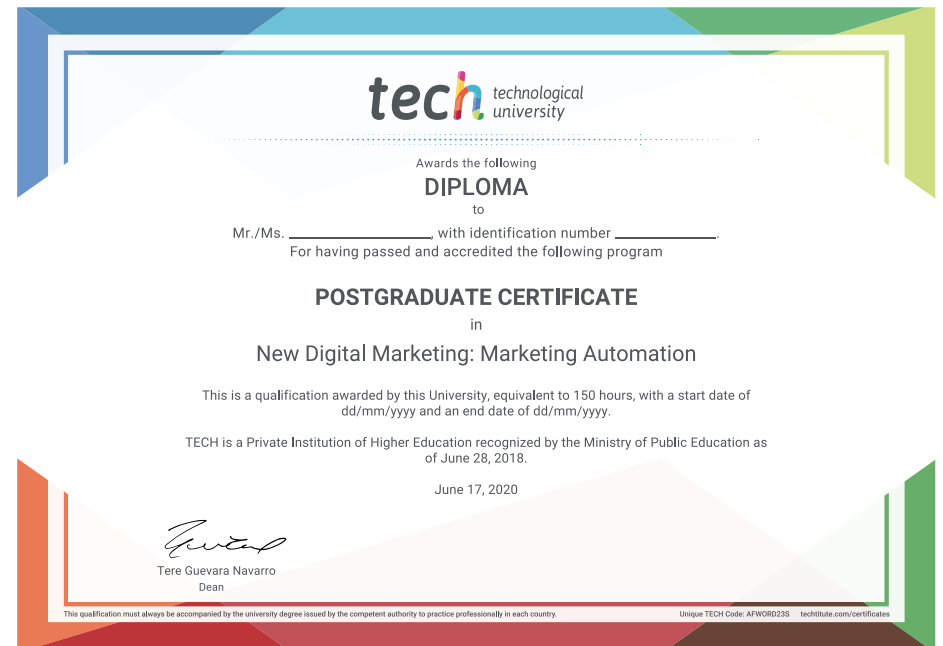 tech technological
university
Awards the following
DIPLOMA
to
Mr./Ms. ____________________, with identification number ______________.
For having passed and accredited the following program
POSTGRADUATE CERTIFICATE
in
New Digital Marketing: Marketing Automation
This is a qualification awarded by this University, equivalent to 150 hours, with a start date of
dd/mm/yyyy and an end date of dd/mm/yyyy.
TECH is a Private Institution of Higher Education recognized by the Ministry of Public Education as
of June 28, 2018.
June 17, 2020
Tere Guevara Navarro
Dean
This qualification must always be accompanied by the university degree issued by the competent authority to practice professionally in each country.
Unique TECH Code: AFWORD23S techtitute.com/certificates